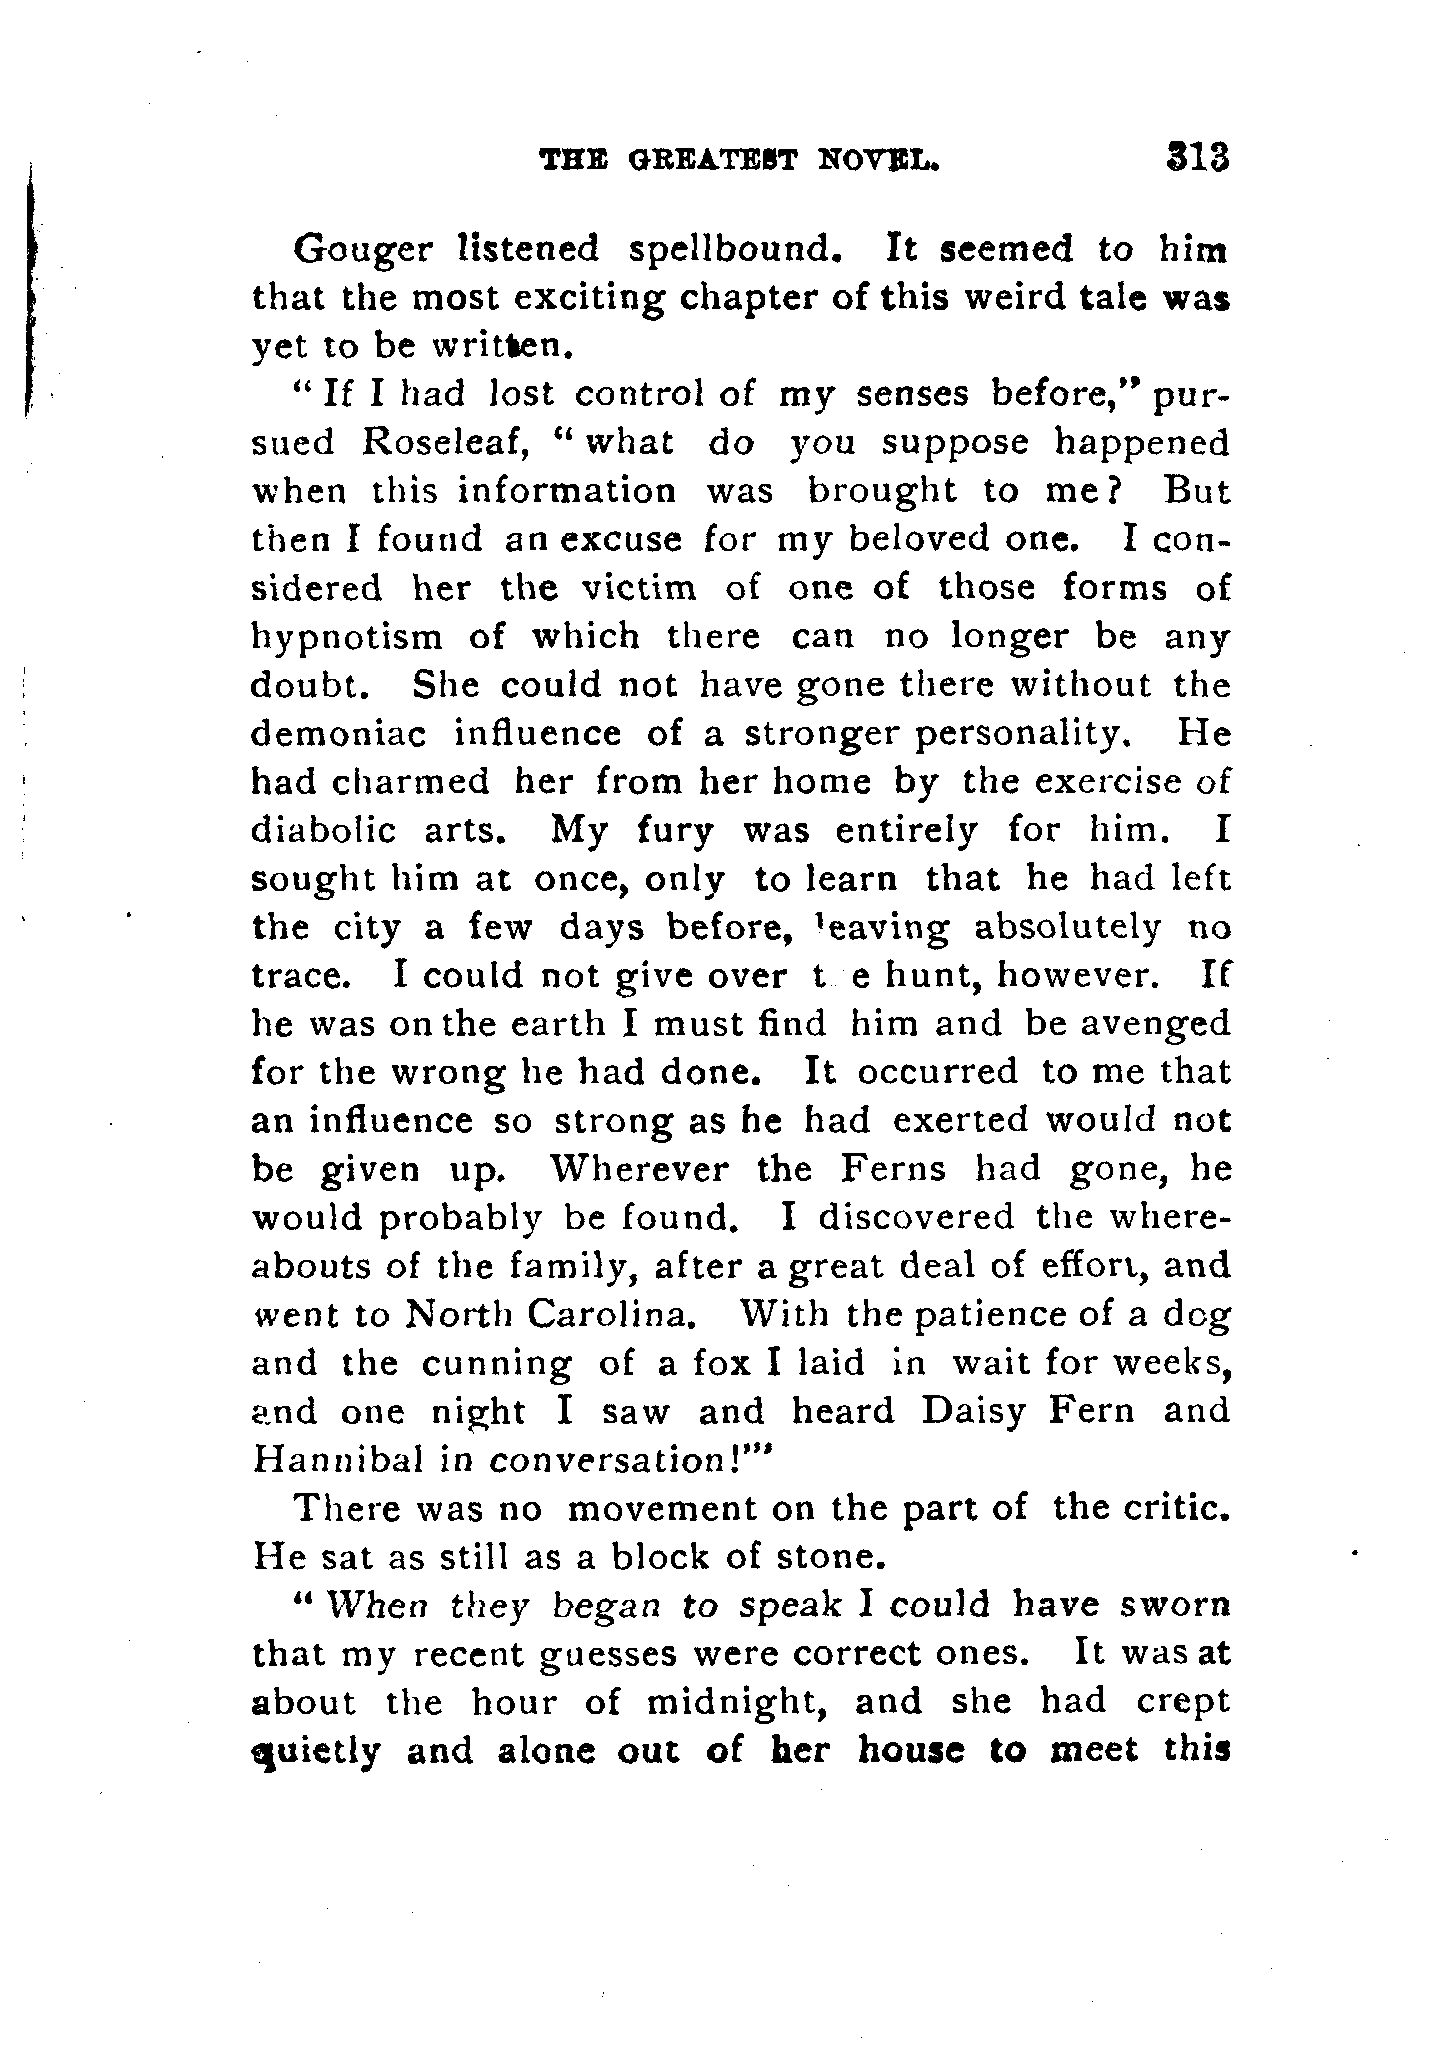 THE GREATEST NOVEL. 313
Gouger listened spellbound. It seemed to him
that the most exciting chapter of this weird tale was
yet to be written.
" If I had lost control of my senses before," pur-
sued Roseleaf, " what do you suppose happened
when this information was brought to me? But
then I found an excuse for my beloved one. I con-
sidered her the victim of one of those forms of
hypnotism of which there can no longer be any
doubt. She could not have gone there without the
demoniac influence of a stronger personality. He
had charmed her from her home by the exercise of
diabolic arts. My fury was entirely for him. I
sought him at once, only to learn that he had left
the city a few days before, leaving absolutely no
trace. I could not give over t e hunt, however. If
he was on the earth I must find him and be avenged
for the wrong he had done. It occurred to me that
an influence so strong as he had exerted would not
be given up. Wherever the Ferns had gone, he
would probably be found. I discovered the where-
abouts of the family, after a great deal of effort, and
went to North Carolina. With the patience of a dog
and the cunning of a fox I laid in wait for weeks,
and one night I saw and heard Daisy Fern and
Hannibal in conversation!"'
There was no movement on the part of the critic.
He sat as still as a block of stone.
" When they began to speak I could have sworn
that my recent guesses were correct ones. It was at
about the hour of midnight, and she had crept
quietly and alone out of her house to meet this